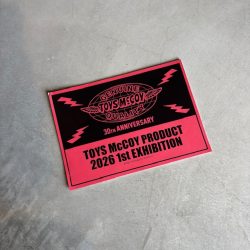 GENUINE
TOYS McCOY
QUALITY
30TH ANNIVERSARY
TOYS McCOY PRODUCT
2026 1st EXHIBITION